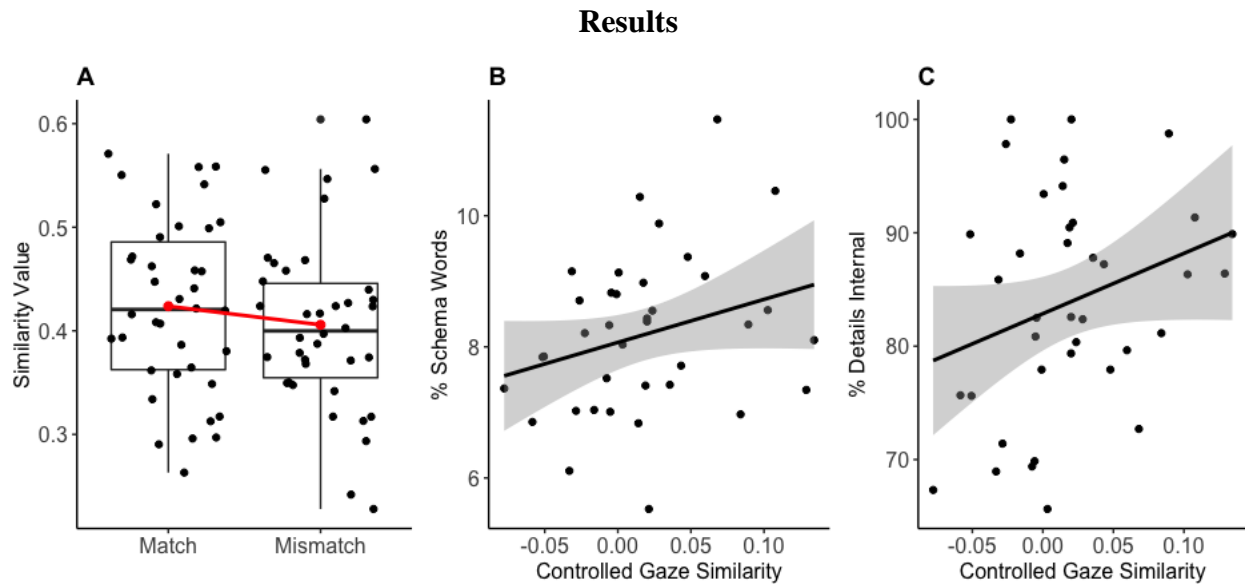 Results
A
Similarity Value
0.6
0.5
0.4
0.3
Match Mismatch
B
% Schema Words
10
8
6
-0.05 0.00 0.05 0.10
Controlled Gaze Similarity
C
% Details Internal
100
90
80
70
-0.05 0.00 0.05 0.10
Controlled Gaze Similarity